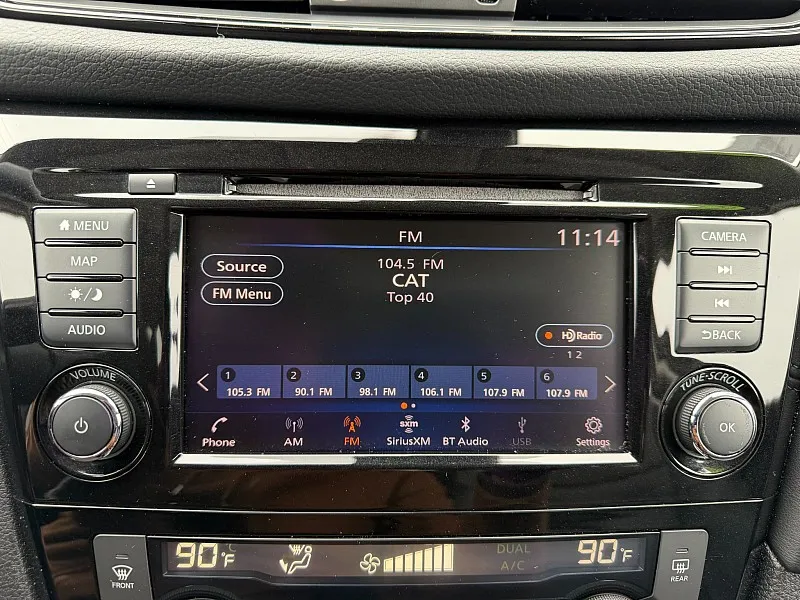 FM 11:14
MENU
MAP
AUDIO
VOLUME
Source
FM Menu
104.5 FM
CAT
Top 40
HD Radio
1 2
1 2 3 4 5 6
105.3 FM 90.1 FM 98.1 FM 106.1 FM 107.9 FM 107.9 FM
sxm
Phone AM FM SiriusXM BT Audio USB Settings
CAMERA
BACK
TUNE-SCROLL
OK
90 °C °F DUAL 90 °F
A/C
FRONT
REAR